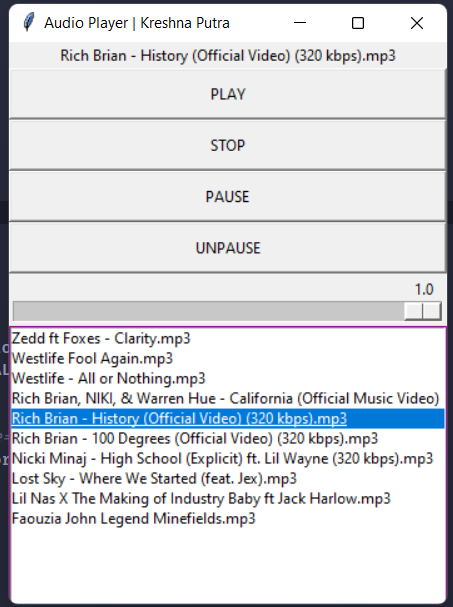 Audio Player | Kreshna Putra
Rich Brian - History (Official Video) (320 kbps).mp3
PLAY
STOP
PAUSE
UNPAUSE
1.0
Zedd ft Foxes - Clarity.mp3
Westlife Fool Again.mp3
Westlife - All or Nothing.mp3
Rich Brian, NIKI, & Warren Hue - California (Official Music Video)
Rich Brian - History (Official Video) (320 kbps).mp3
Rich Brian - 100 Degrees (Official Video) (320 kbps).mp3
Nicki Minaj - High School (Explicit) ft. Lil Wayne (320 kbps).mp3
Lost Sky - Where We Started (feat. Jex).mp3
Lil Nas X The Making of Industry Baby ft Jack Harlow.mp3
Faouzia John Legend Minefields.mp3